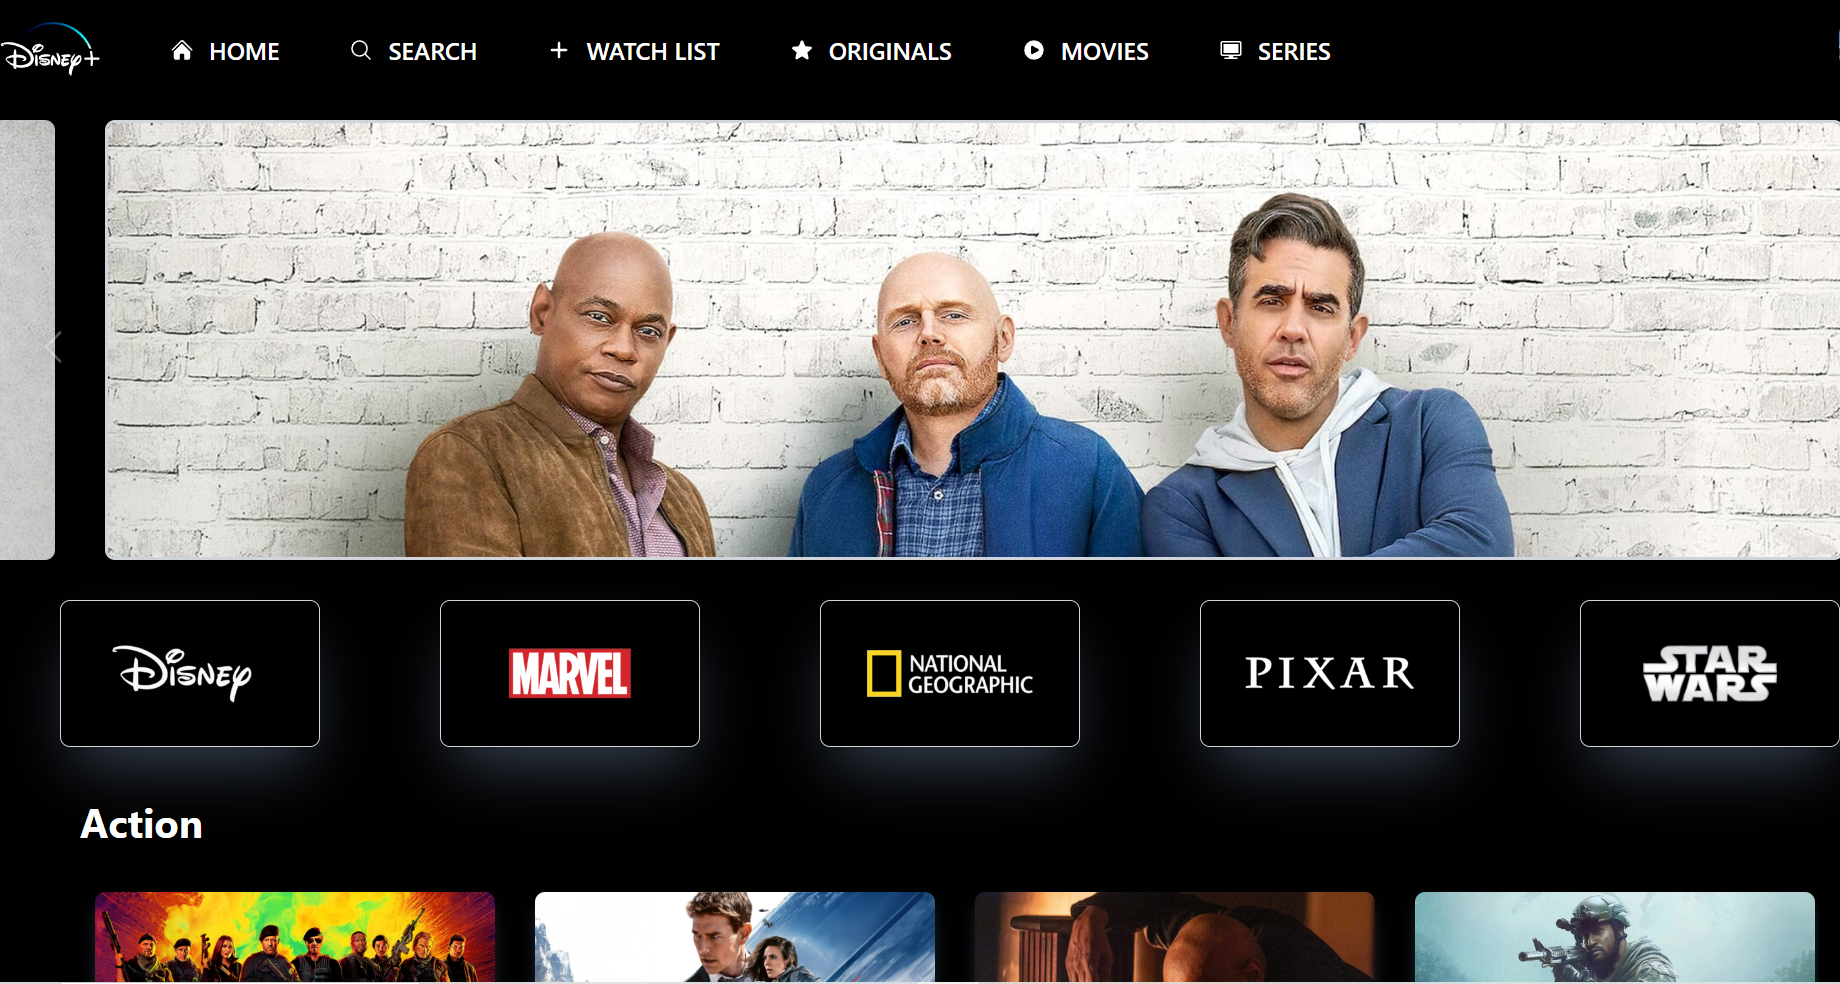 Disney+
HOME
SEARCH
WATCH LIST
ORIGINALS
MOVIES
SERIES
Disney
MARVEL
NATIONAL
GEOGRAPHIC
PIXAR
STAR
WARS
Action